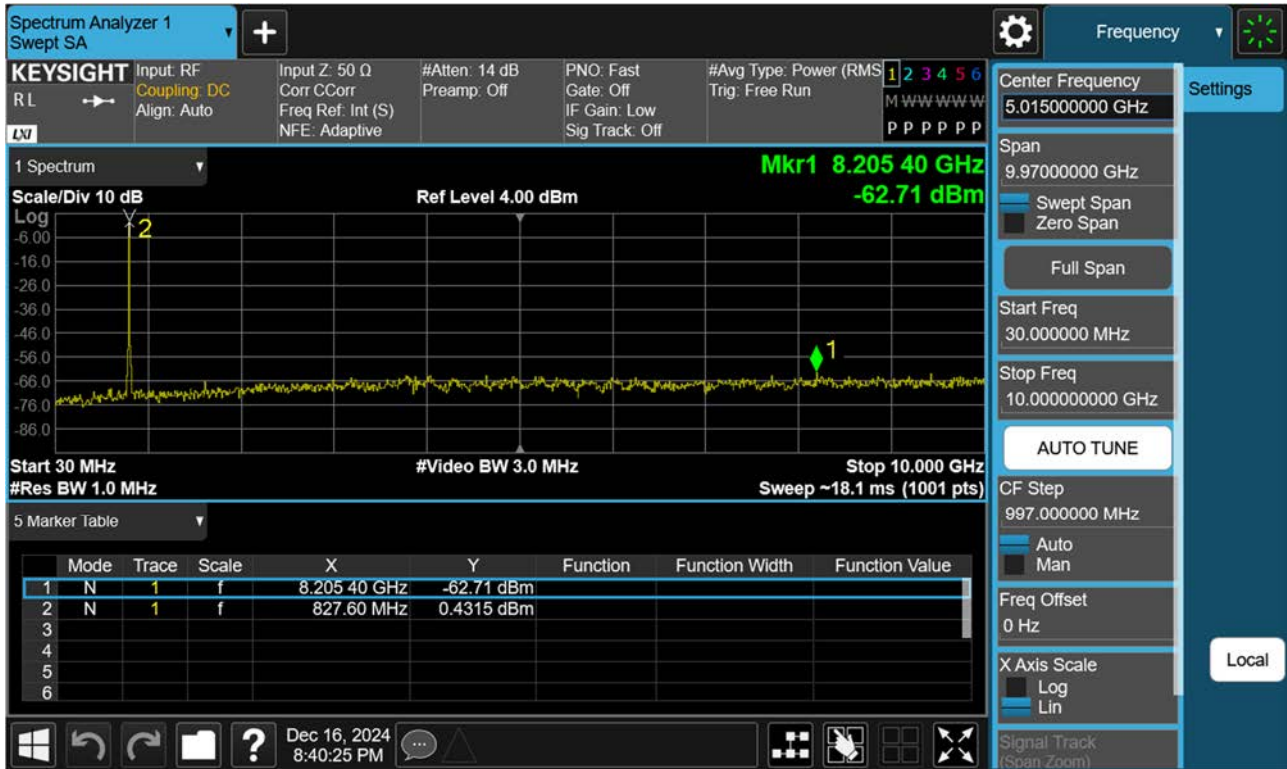 Spectrum Analyzer 1
Swept SA
Frequency
KEYSIGHT
RL
LXI
Input: RF
Coupling: DC
Align: Auto
Input Z: 50 Ω
Corr CCorr
Freq Ref: Int (S)
NFE: Adaptive
#Atten: 14 dB
Preamp: Off
PNO: Fast
Gate: Off
IF Gain: Low
Sig Track: Off
#Avg Type: Power (RMS
Trig: Free Run
1 2 3 4 5 6
M W W W W W
P P P P P P
1 Spectrum
Scale/Div 10 dB
Ref Level 4.00 dBm
Mkr1 8.205 40 GHz
-62.71 dBm
Log
-6.00
-16.0
-26.0
-36.0
-46.0
-56.0
-66.0
-76.0
-86.0
2
1
Start 30 MHz
#Video BW 3.0 MHz
Stop 10.000 GHz
#Res BW 1.0 MHz
Sweep ~18.1 ms (1001 pts)
5 Marker Table
Mode Trace Scale X Y Function Function Width Function Value
1 N 1 f 8.205 40 GHz -62.71 dBm
2 N 1 f 827.60 MHz 0.4315 dBm
3
4
5
6
?
Dec 16, 2024
8:40:25 PM
Center Frequency
5.015000000 GHz
Span
9.97000000 GHz
Swept Span
Zero Span
Full Span
Start Freq
30.000000 MHz
Stop Freq
10.000000000 GHz
AUTO TUNE
CF Step
997.000000 MHz
Auto
Man
Freq Offset
0 Hz
X Axis Scale
Log
Lin
Signal Track
(Span Zoom)
Settings
Local